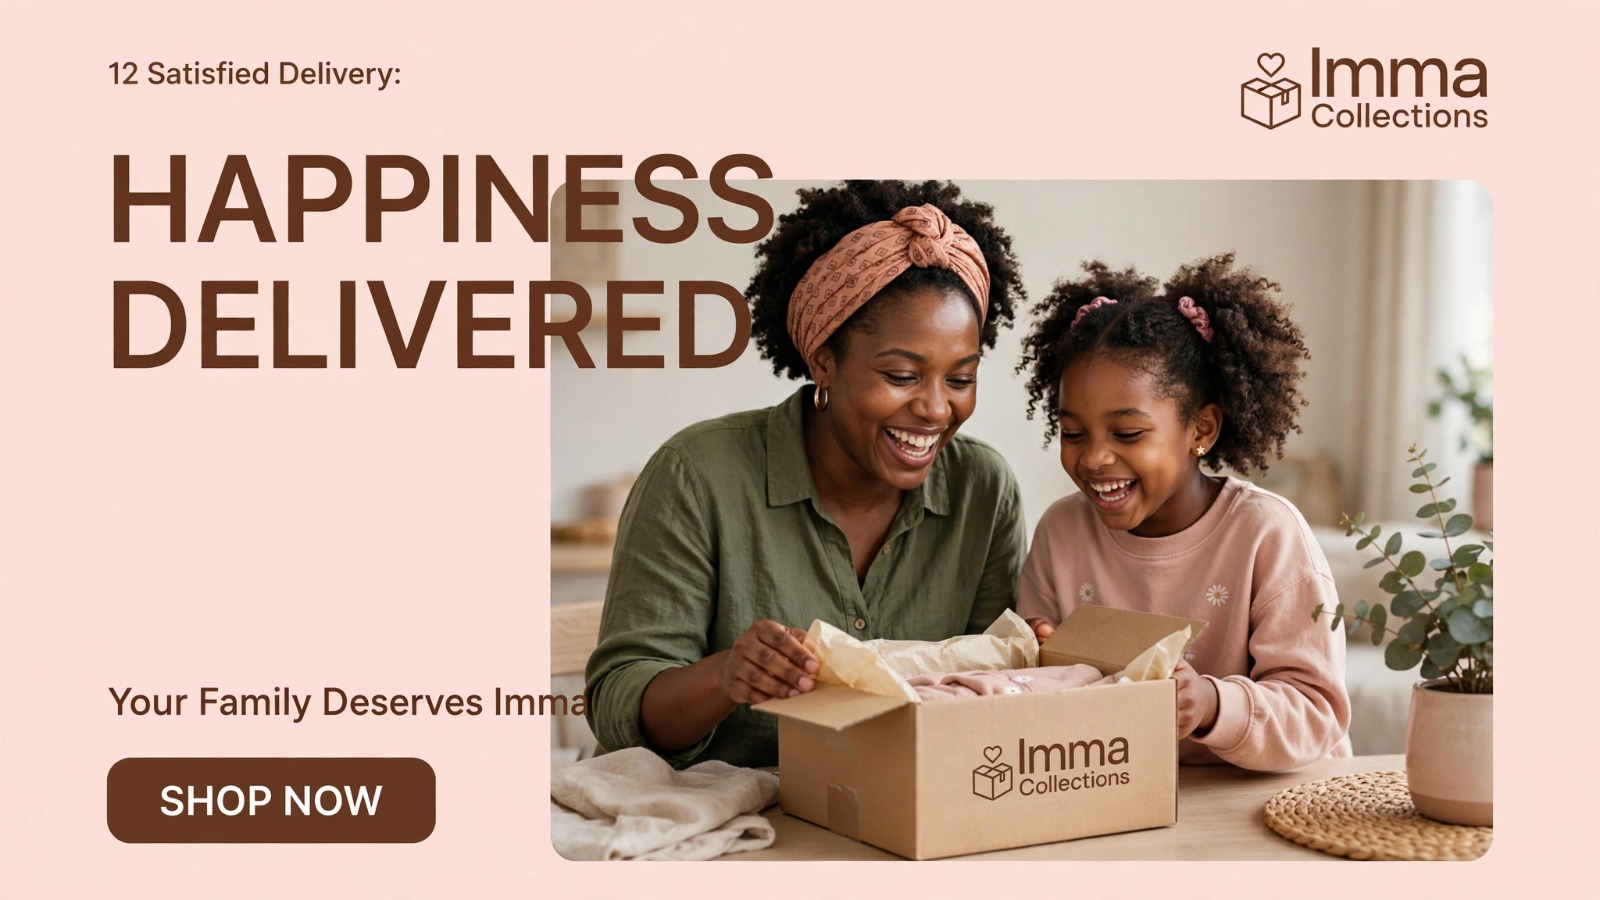 12 Satisfied Delivery:
Imma
Collections
HAPPINESS
DELIVERED
Your Family Deserves Imma
SHOP NOW
Imma
Collections